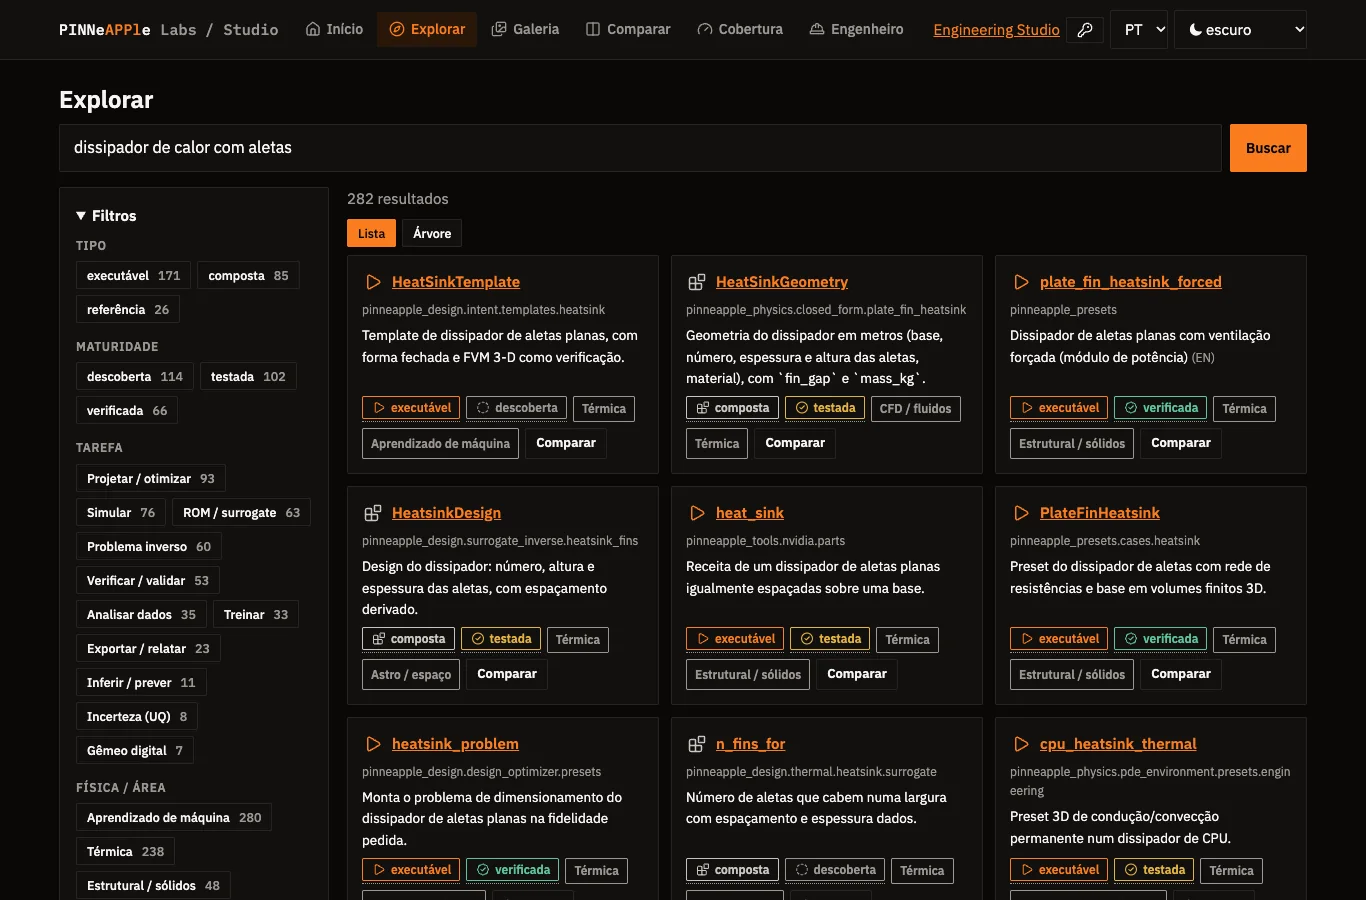 PINNeAPPle Labs / Studio
Início
Explorar
Galeria
Comparar
Cobertura
Engenheiro
Engineering Studio
PT
escuro
Explorar
dissipador de calor com aletas
Buscar
▼ Filtros
TIPO
executável 171
composta 85
referência 26
MATURIDADE
descoberta 114
testada 102
verificada 66
TAREFA
Projetar / otimizar 93
Simular 76
ROM / surrogate 63
Problema inverso 60
Verificar / validar 53
Analisar dados 35
Treinar 33
Exportar / relatar 23
Inferir / prever 11
Incerteza (UQ) 8
Gêmeo digital 7
FÍSICA / ÁREA
Aprendizado de máquina 280
Térmica 238
Estrutural / sólidos 48
282 resultados
Lista
Árvore
HeatSinkTemplate
pinneapple_design.intent.templates.heatsink
Template de dissipador de aletas planas, com
forma fechada e FVM 3-D como verificação.
executável
descoberta
Térmica
Aprendizado de máquina
Comparar
HeatSinkGeometry
pinneapple_physics.closed_form.plate_fin_heatsink
Geometria do dissipador em metros (base,
número, espessura e altura das aletas,
material), com `fin_gap` e `mass_kg`.
composta
testada
CFD / fluidos
Térmica
Comparar
plate_fin_heatsink_forced
pinneapple_presets
Dissipador de aletas planas com ventilação
forçada (módulo de potência) (EN)
executável
verificada
Térmica
Estrutural / sólidos
Comparar
HeatsinkDesign
pinneapple_design.surrogate_inverse.heatsink_fins
Design do dissipador: número, altura e
espessura das aletas, com espaçamento
derivado.
composta
testada
Térmica
Astro / espaço
Comparar
heat_sink
pinneapple_tools.nvidia.parts
Receita de um dissipador de aletas planas
igualmente espaçadas sobre uma base.
executável
testada
Térmica
Estrutural / sólidos
Comparar
PlateFinHeatsink
pinneapple_presets.cases.heatsink
Preset do dissipador de aletas com rede de
resistências e base em volumes finitos 3D.
executável
verificada
Térmica
Estrutural / sólidos
Comparar
heatsink_problem
pinneapple_design.design_optimizer.presets
Monta o problema de dimensionamento do
dissipador de aletas planas na fidelidade
pedida.
executável
verificada
Térmica
n_fins_for
pinneapple_design.thermal.heatsink.surrogate
Número de aletas que cabem numa largura
com espaçamento e espessura dados.
composta
descoberta
Térmica
cpu_heatsink_thermal
pinneapple_physics.pde_environment.presets.engin
eering
Preset 3D de condução/convecção
permanente num dissipador de CPU.
executável
testada
Térmica